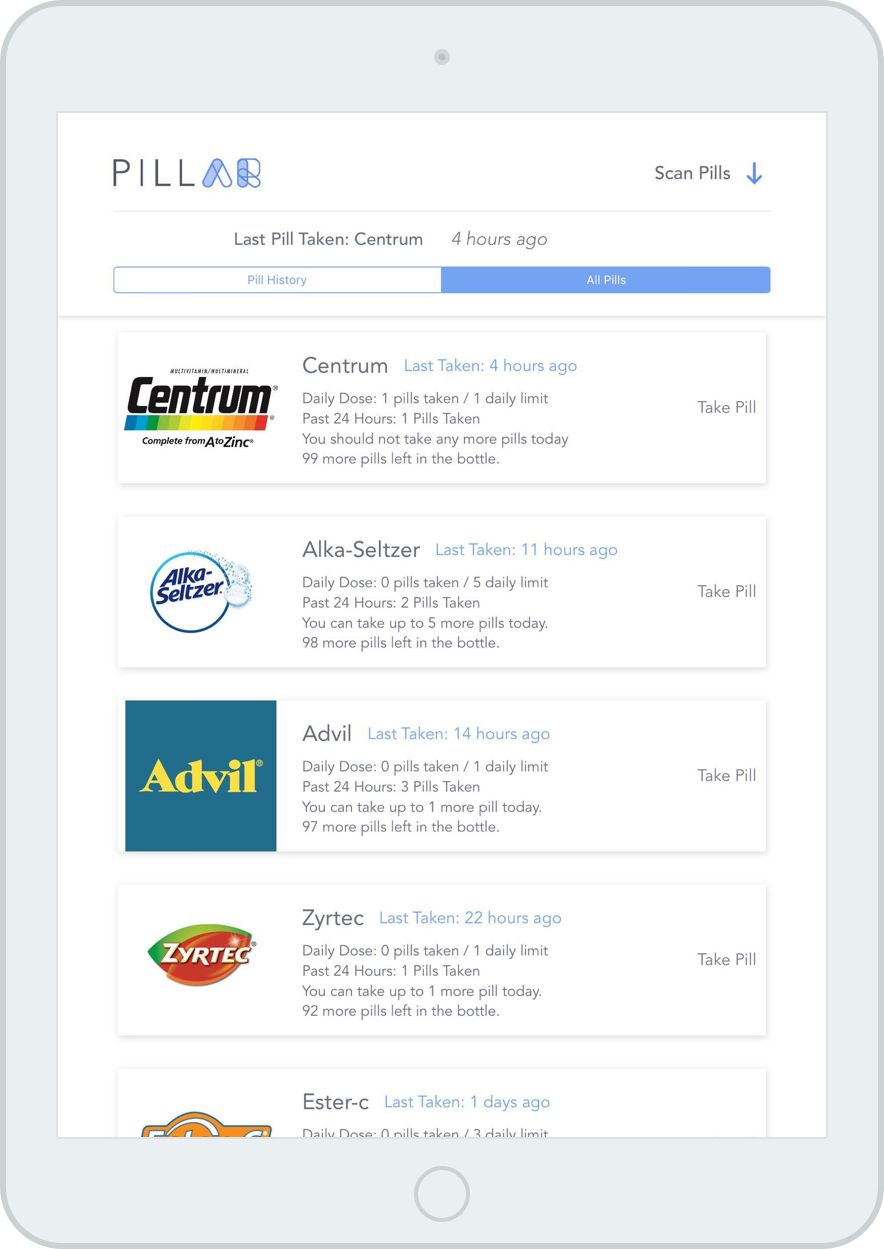 PILLAR
Scan Pills
Last Pill Taken: Centrum 4 hours ago
Pill History
All Pills
MULTIVITAMIN/MULTIMINERAL
Centrum®
Complete from A to Zinc®
Centrum Last Taken: 4 hours ago
Daily Dose: 1 pills taken / 1 daily limit
Past 24 Hours: 1 Pills Taken
You should not take any more pills today
99 more pills left in the bottle.
Take Pill
Alka-
Seltzer
Alka-Seltzer Last Taken: 11 hours ago
Daily Dose: 0 pills taken / 5 daily limit
Past 24 Hours: 2 Pills Taken
You can take up to 5 more pills today.
98 more pills left in the bottle.
Take Pill
Advil®
Advil Last Taken: 14 hours ago
Daily Dose: 0 pills taken / 1 daily limit
Past 24 Hours: 3 Pills Taken
You can take up to 1 more pill today.
97 more pills left in the bottle.
Take Pill
ZYRTEC®
Zyrtec Last Taken: 22 hours ago
Daily Dose: 0 pills taken / 1 daily limit
Past 24 Hours: 1 Pills Taken
You can take up to 1 more pill today.
92 more pills left in the bottle.
Take Pill
Ester-c Last Taken: 1 days ago
Daily Dose: 0 pills taken / 3 daily limit